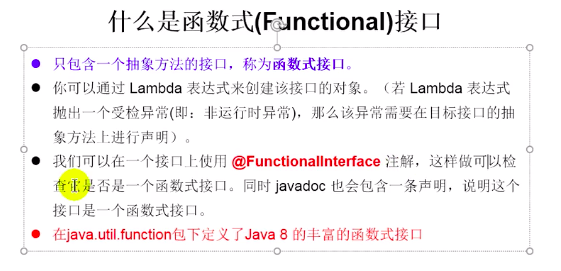 什么是函数式(Functional)接口
只包含一个抽象方法的接口，称为函数式接口。
你可以通过 Lambda 表达式来创建该接口的对象。（若 Lambda 表达式
抛出一个受检异常(即：非运行时异常)，那么该异常需要在目标接口的抽
象方法上进行声明）。
我们可以在一个接口上使用 @FunctionalInterface 注解，这样做可以检
查它是否是一个函数式接口。同时 javadoc 也会包含一条声明，说明这个
接口是一个函数式接口。
在java.util.function包下定义了Java 8 的丰富的函数式接口